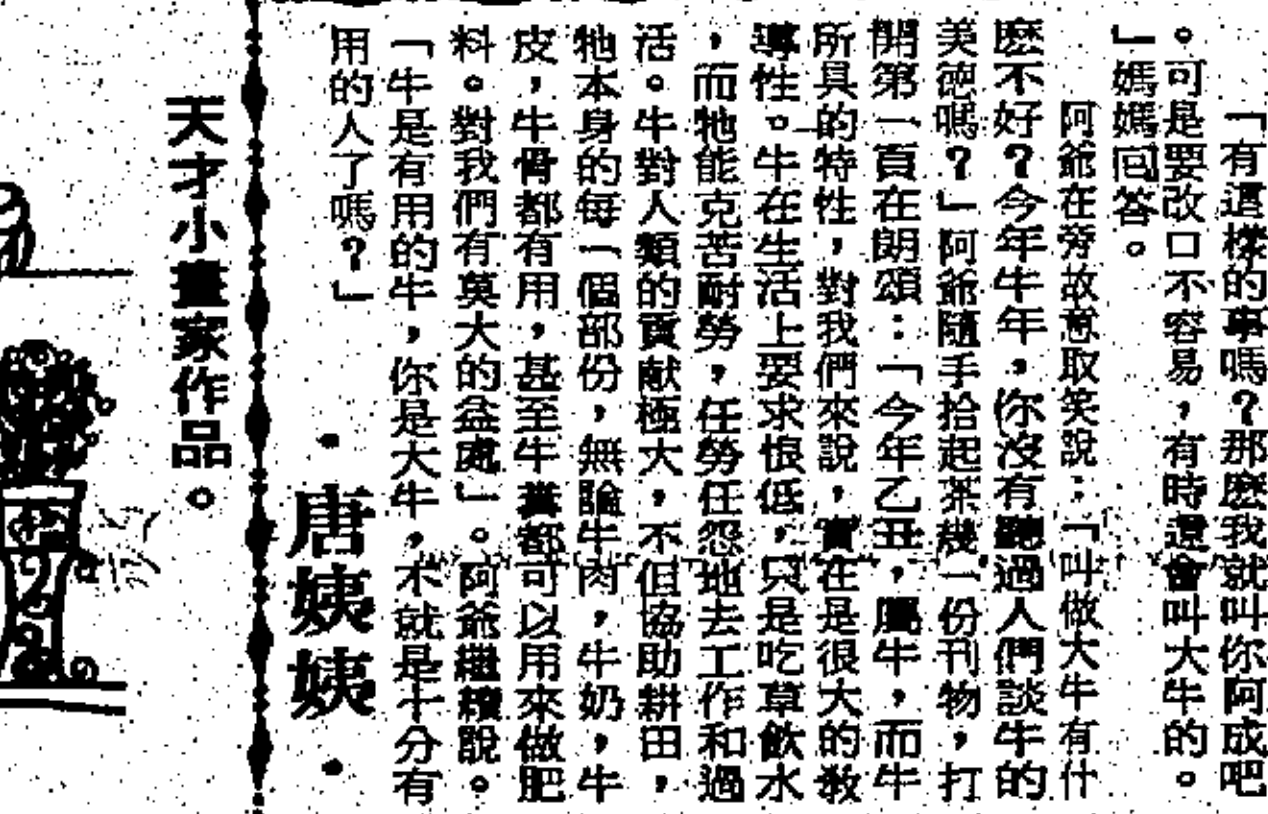 「有這樣的事嗎？那麽我就叫你阿成吧
。可是要改口不容易，有時還會叫大牛的。
」媽媽回答。
阿爺在旁故意取笑說：「叫做大牛有什
麽不好？今年牛年，你沒有聽過人們談牛的
美德嗎？」阿爺隨手拾起茶幾一份刊物，打
開第一頁在朗頌：「今年乙丑，屬牛，而牛
所具的特性，對我們來說，實在是很大的教
導性。牛在生活上要求很低，只是吃草飲水
，而牠能克苦耐勞，任勞任怨地去工作和過
活。牛對人類的貢献極大，不但協助耕田，
牠本身的每一個部份，無論牛肉，牛奶，牛
皮，牛骨都有用，甚至牛糞都可以用來做肥
料。對我們有莫大的益處」。阿爺繼續說。
「牛是有用的牛，你是大牛，不就是十分有
用的人了嗎？」
·唐姨姨·
天才小畫家作品。